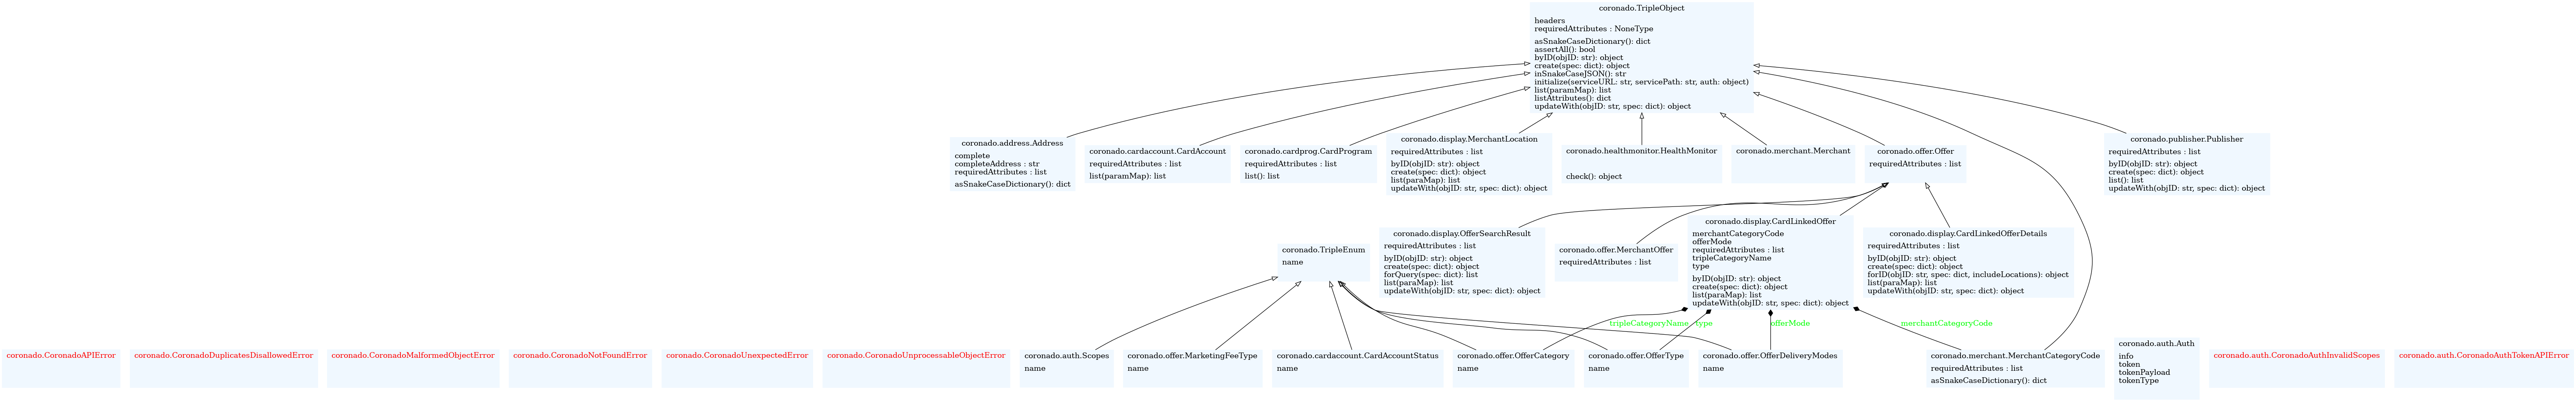 coronado.TripleObject
headers
requiredAttributes : NoneType
asSnakeCaseDictionary(): dict
assertAll(): bool
byID(objID: str): object
create(spec: dict): object
inSnakeCaseJSON(): str
initialize(serviceURL: str, servicePath: str, auth: object)
list(paramMap): list
listAttributes(): dict
updateWith(objID: str, spec: dict): object
coronado.address.Address
complete
completeAddress : str
requiredAttributes : list
asSnakeCaseDictionary(): dict
coronado.cardaccount.CardAccount
requiredAttributes : list
list(paramMap): list
coronado.cardprog.CardProgram
requiredAttributes : list
list(): list
coronado.display.MerchantLocation
requiredAttributes : list
byID(objID: str): object
create(spec: dict): object
list(paraMap): list
updateWith(objID: str, spec: dict): object
coronado.healthmonitor.HealthMonitor
check(): object
coronado.merchant.Merchant
coronado.offer.Offer
requiredAttributes : list
coronado.publisher.Publisher
requiredAttributes : list
byID(objID: str): object
create(spec: dict): object
list(): list
updateWith(objID: str, spec: dict): object
coronado.TripleEnum
name
coronado.display.OfferSearchResult
requiredAttributes : list
byID(objID: str): object
create(spec: dict): object
forQuery(spec: dict): list
list(paraMap): list
updateWith(objID: str, spec: dict): object
coronado.offer.MerchantOffer
requiredAttributes : list
coronado.display.CardLinkedOffer
merchantCategoryCode
offerMode
requiredAttributes : list
tripleCategoryName
type
byID(objID: str): object
create(spec: dict): object
list(paraMap): list
updateWith(objID: str, spec: dict): object
coronado.display.CardLinkedOfferDetails
requiredAttributes : list
byID(objID: str): object
create(spec: dict): object
forID(objID: str, spec: dict, includeLocations): object
list(paraMap): list
updateWith(objID: str, spec: dict): object
tripleCategoryName
type
offerMode
merchantCategoryCode
coronado.CoronadoAPIError
coronado.CoronadoDuplicatesDisallowedError
coronado.CoronadoMalformedObjectError
coronado.CoronadoNotFoundError
coronado.CoronadoUnexpectedError
coronado.CoronadoUnprocessableObjectError
coronado.auth.Scopes
name
coronado.offer.MarketingFeeType
name
coronado.cardaccount.CardAccountStatus
name
coronado.offer.OfferCategory
name
coronado.offer.OfferType
name
coronado.offer.OfferDeliveryModes
name
coronado.merchant.MerchantCategoryCode
requiredAttributes : list
asSnakeCaseDictionary(): dict
coronado.auth.Auth
info
token
tokenPayload
tokenType
coronado.auth.CoronadoAuthInvalidScopes
coronado.auth.CoronadoAuthTokenAPIError